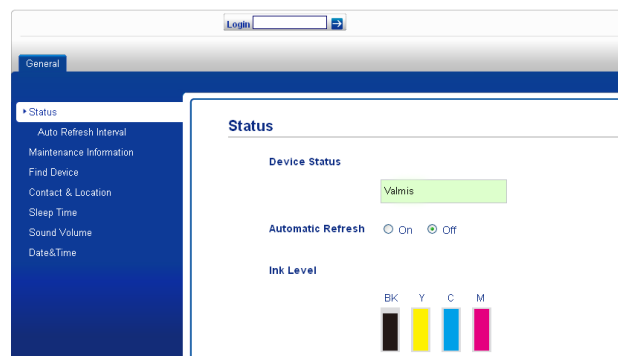 Login
General
Status
Auto Refresh Interval
Maintenance Information
Find Device
Contact & Location
Sleep Time
Sound Volume
Date&Time
Status
Device Status
Valmis
Automatic Refresh On Off
Ink Level
BK Y C M